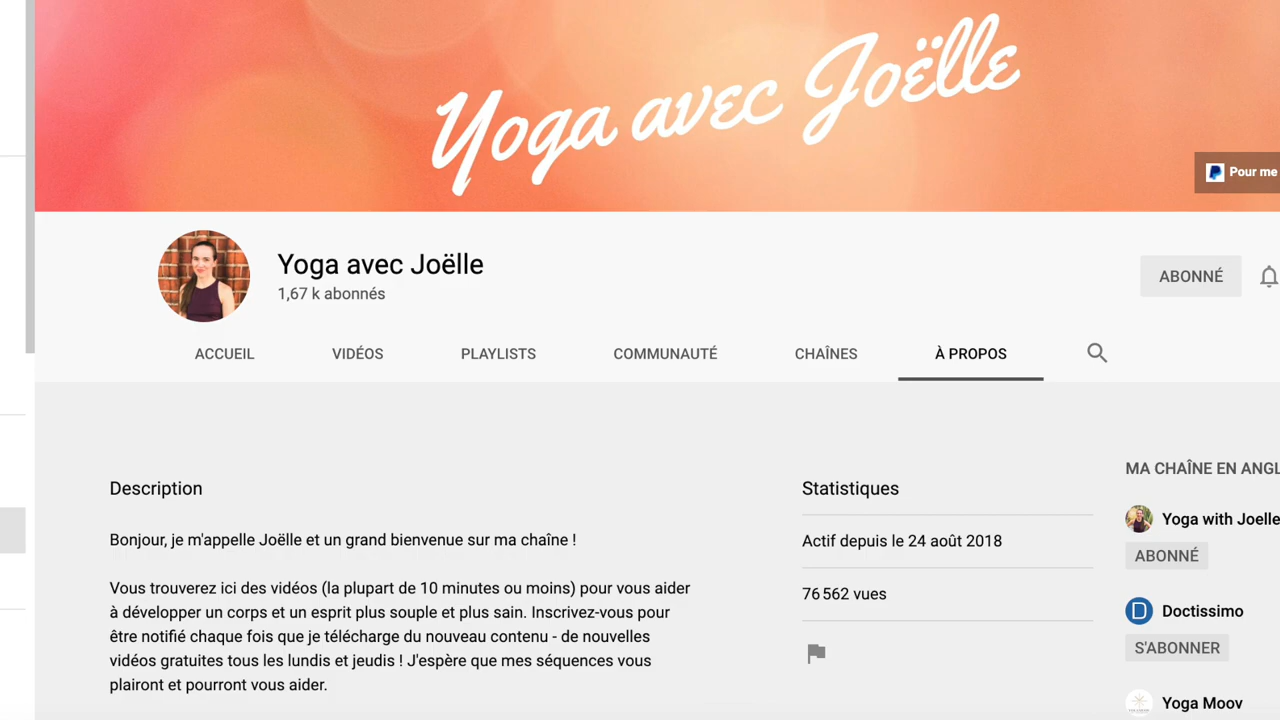 Yoga avec Joëlle
Pour me
Yoga avec Joëlle
1,67 k abonnés
ABONNÉ
ACCUEIL
VIDÉOS
PLAYLISTS
COMMUNAUTÉ
CHAÎNES
À PROPOS
Description
Bonjour, je m'appelle Joëlle et un grand bienvenue sur ma chaîne !
Vous trouverez ici des vidéos (la plupart de 10 minutes ou moins) pour vous aider
à développer un corps et un esprit plus souple et plus sain. Inscrivez-vous pour
être notifié chaque fois que je télécharge du nouveau contenu - de nouvelles
vidéos gratuites tous les lundis et jeudis ! J'espère que mes séquences vous
plairont et pourront vous aider.
Statistiques
Actif depuis le 24 août 2018
76 562 vues
MA CHAÎNE EN ANGL
Yoga with Joelle
ABONNÉ
Doctissimo
S'ABONNER
Yoga Moov